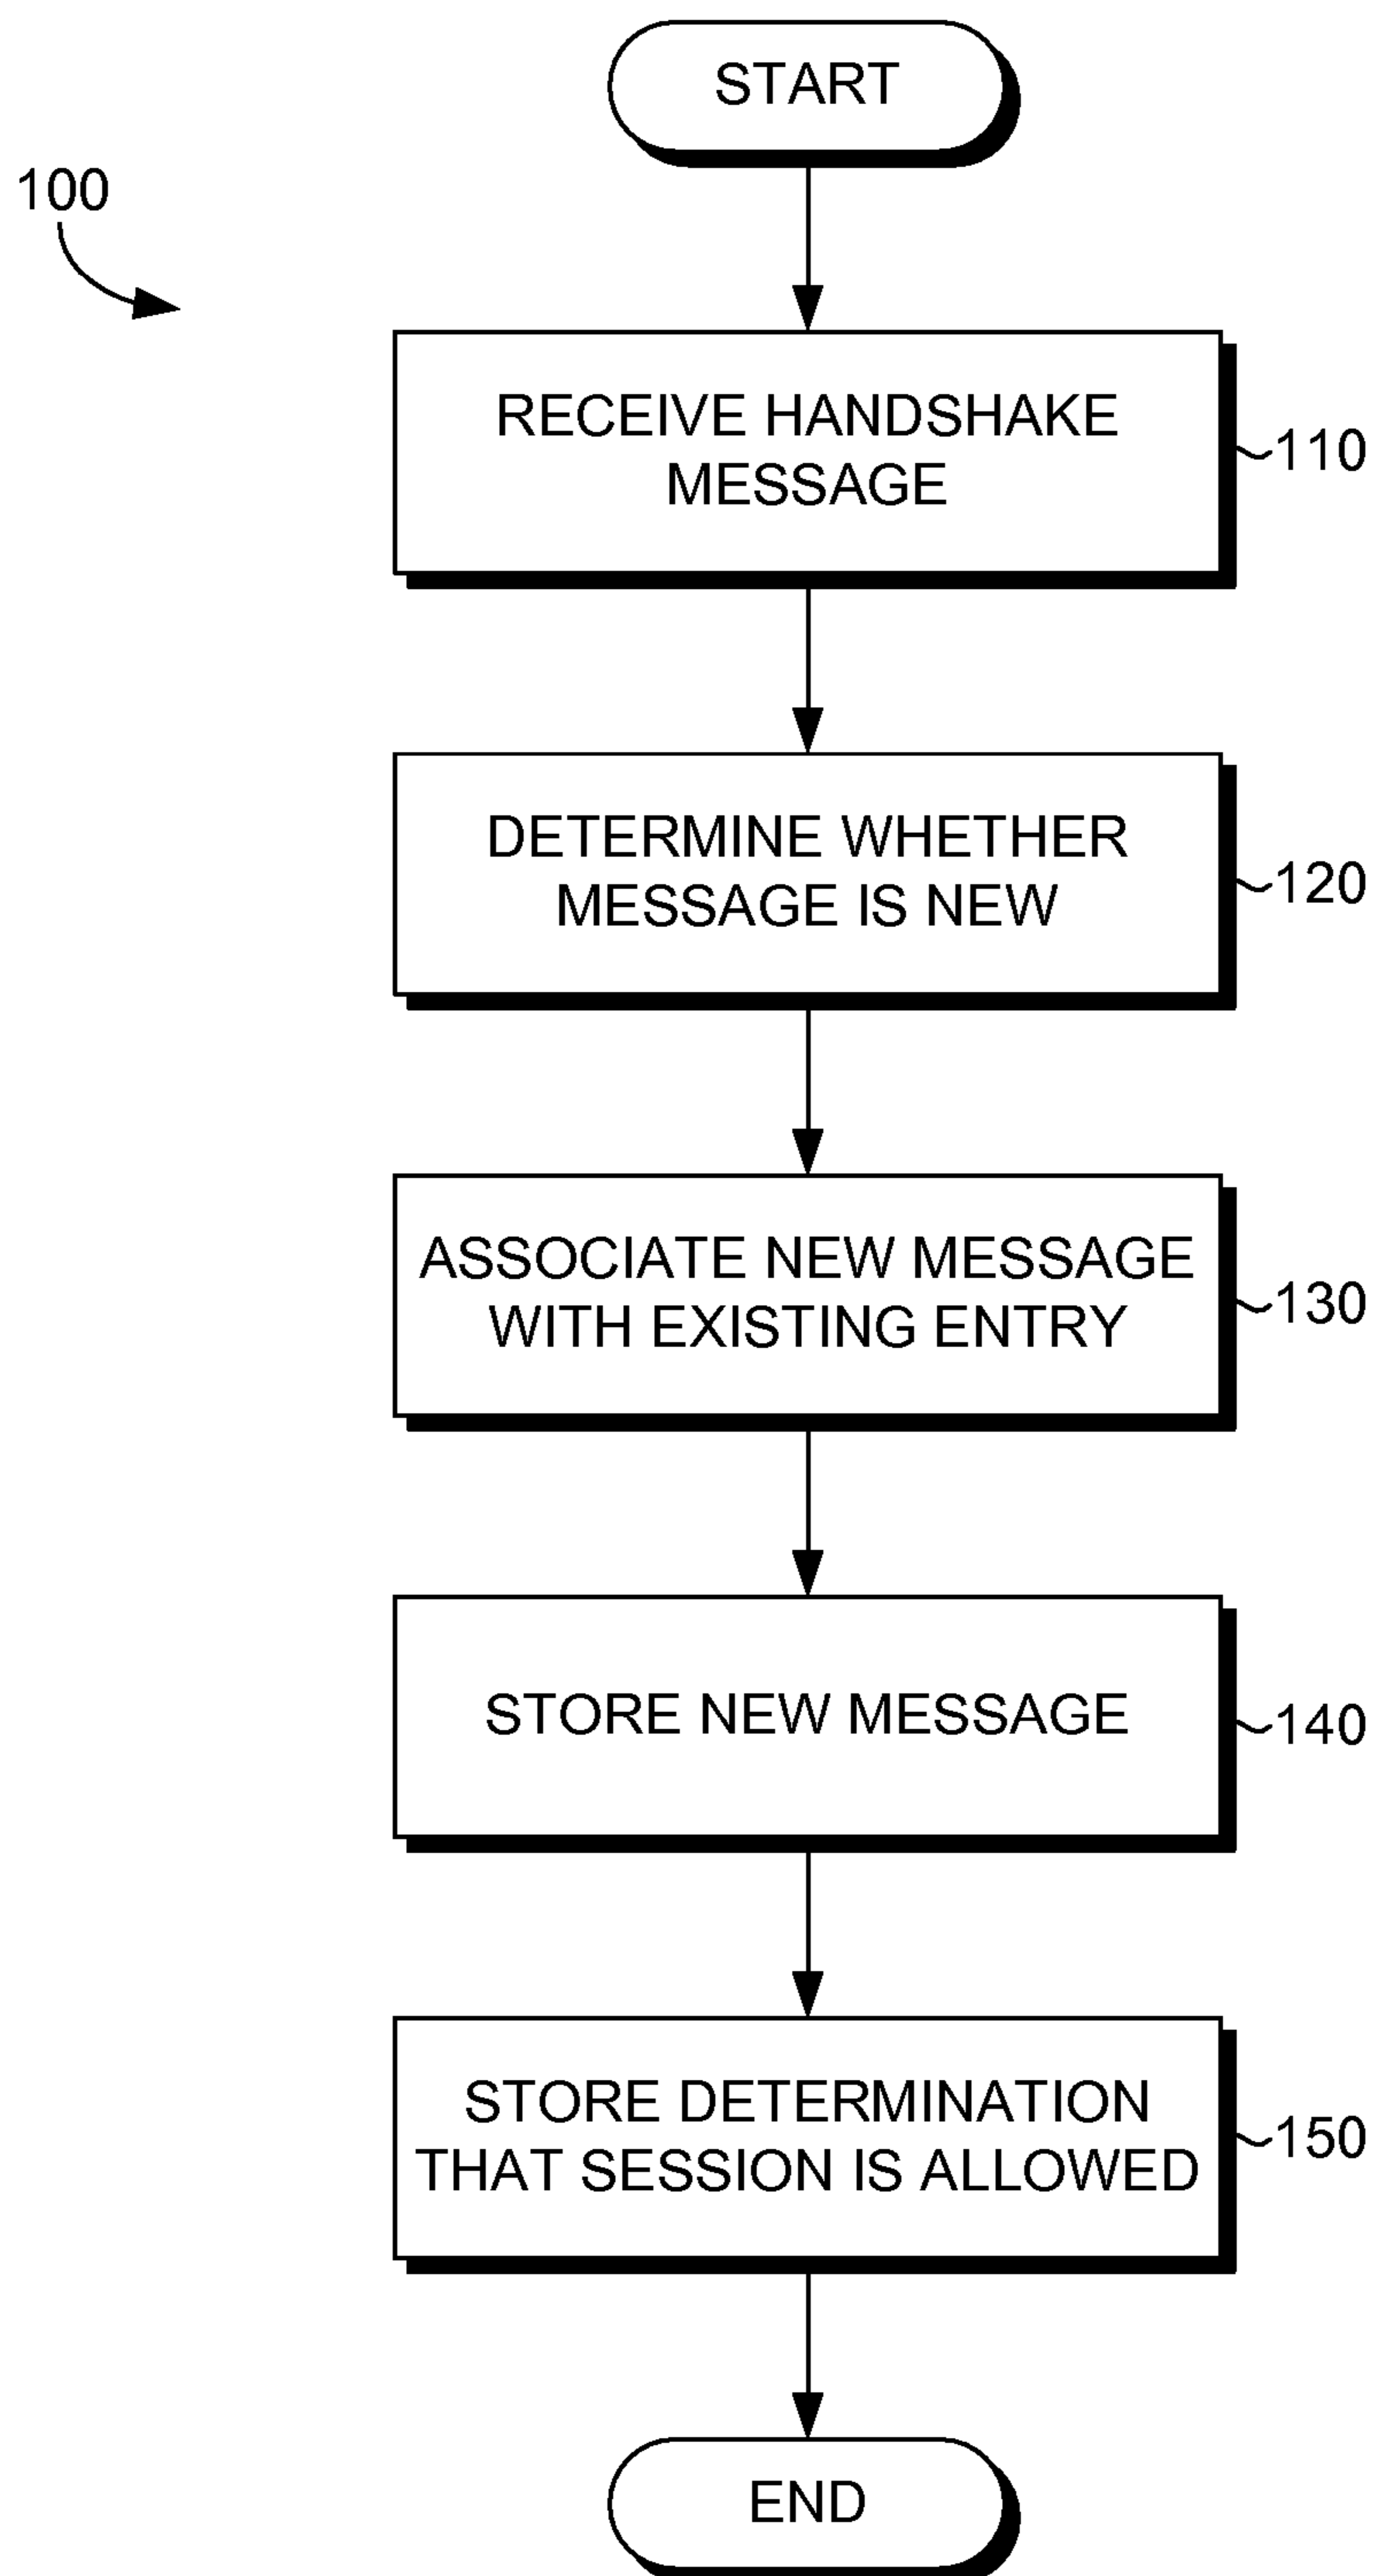 START
100
RECEIVE HANDSHAKE
MESSAGE
110
DETERMINE WHETHER
MESSAGE IS NEW
120
ASSOCIATE NEW MESSAGE
WITH EXISTING ENTRY
130
STORE NEW MESSAGE
140
STORE DETERMINATION
THAT SESSION IS ALLOWED
150
END